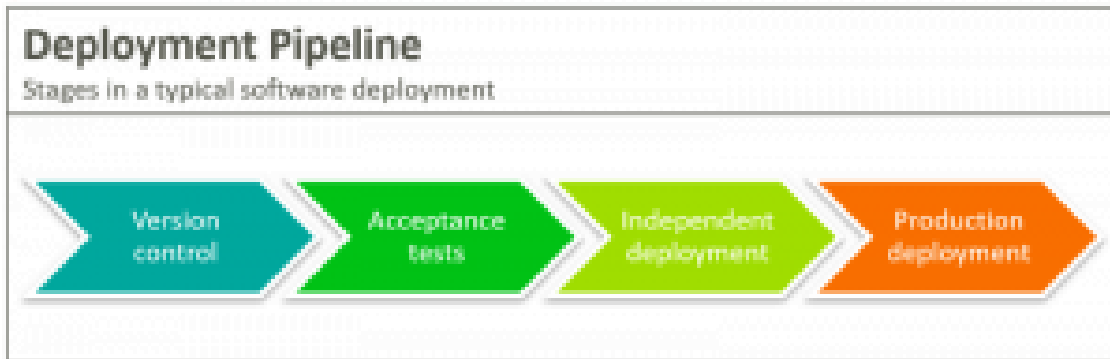 Deployment Pipeline
Stages in a typical software deployment
Version
control
Acceptance
tests
Independent
deployment
Production
deployment